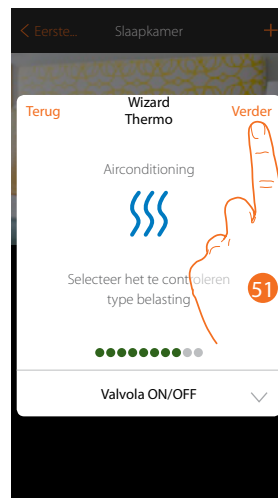 < Eerste... Slaapkamer +
Terug Wizard Verder
Thermo
Airconditioning
Selecteer het te controleren
type belasting
51
Valvola ON/OFF